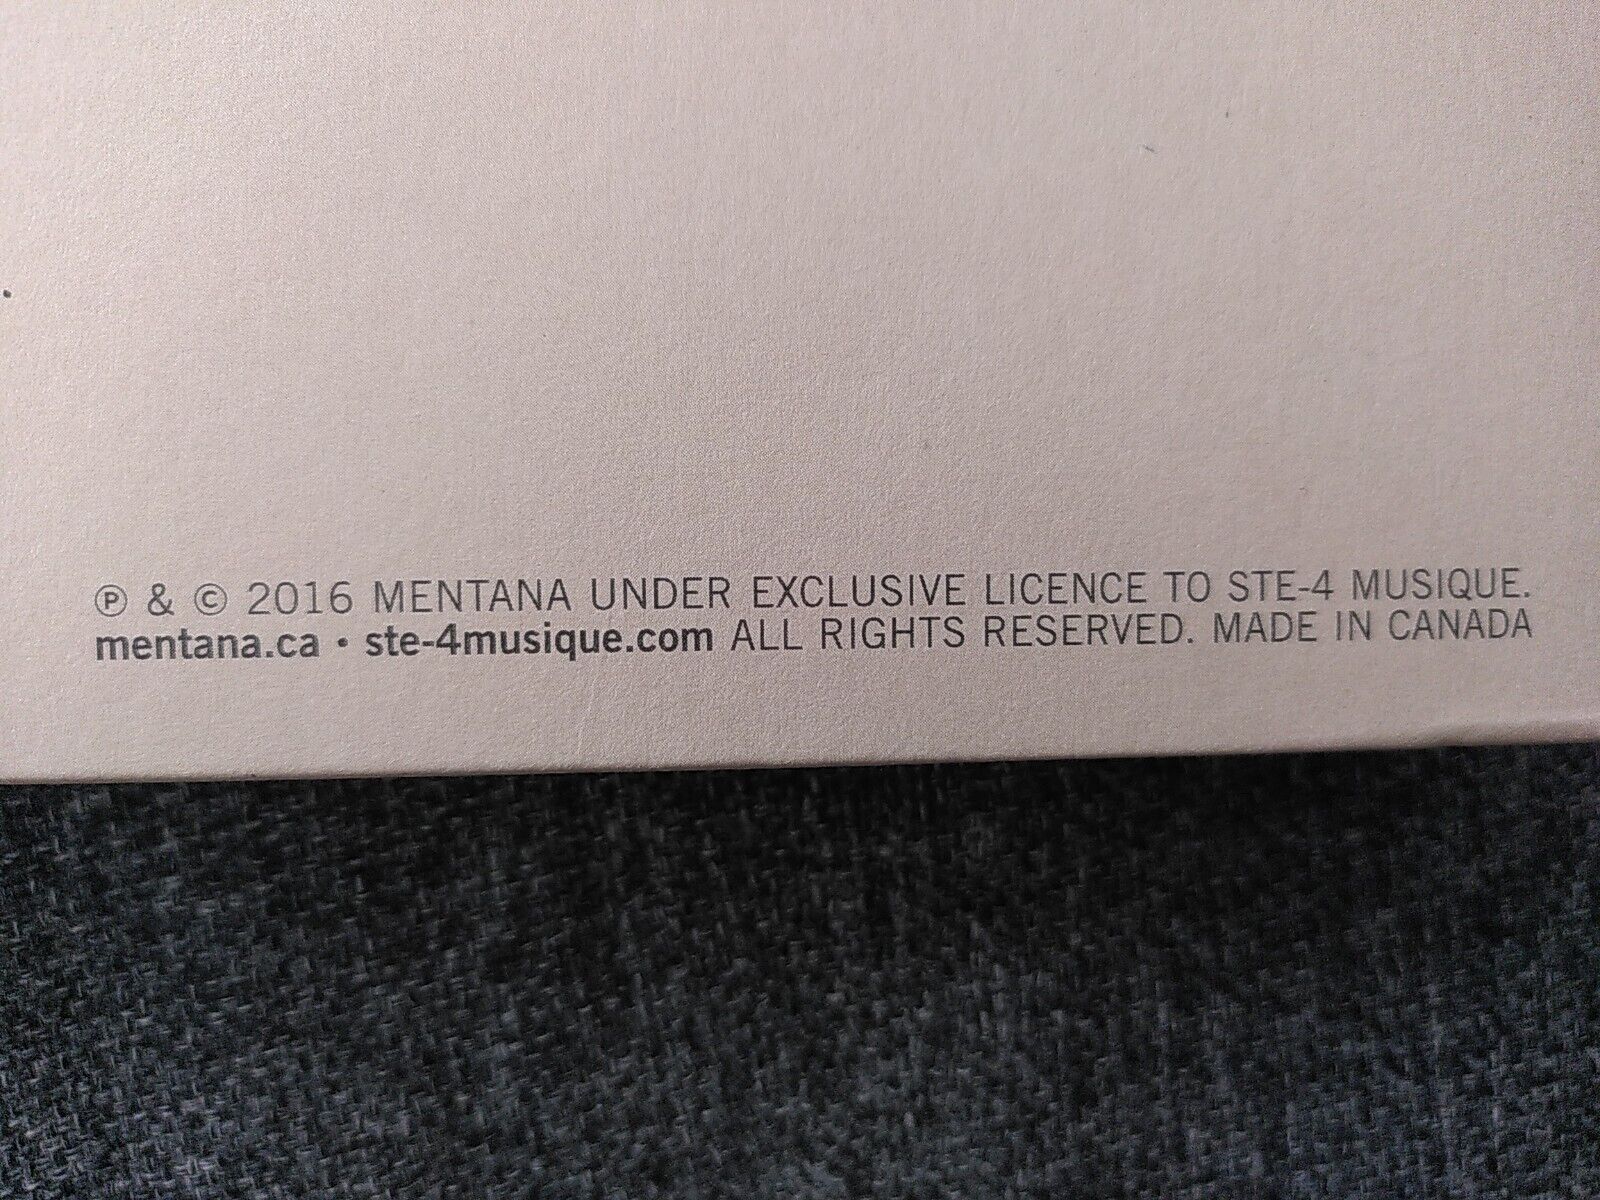 ℗ & © 2016 MENTANA UNDER EXCLUSIVE LICENCE TO STE-4 MUSIQUE.
mentana.ca • ste-4musique.com ALL RIGHTS RESERVED. MADE IN CANADA